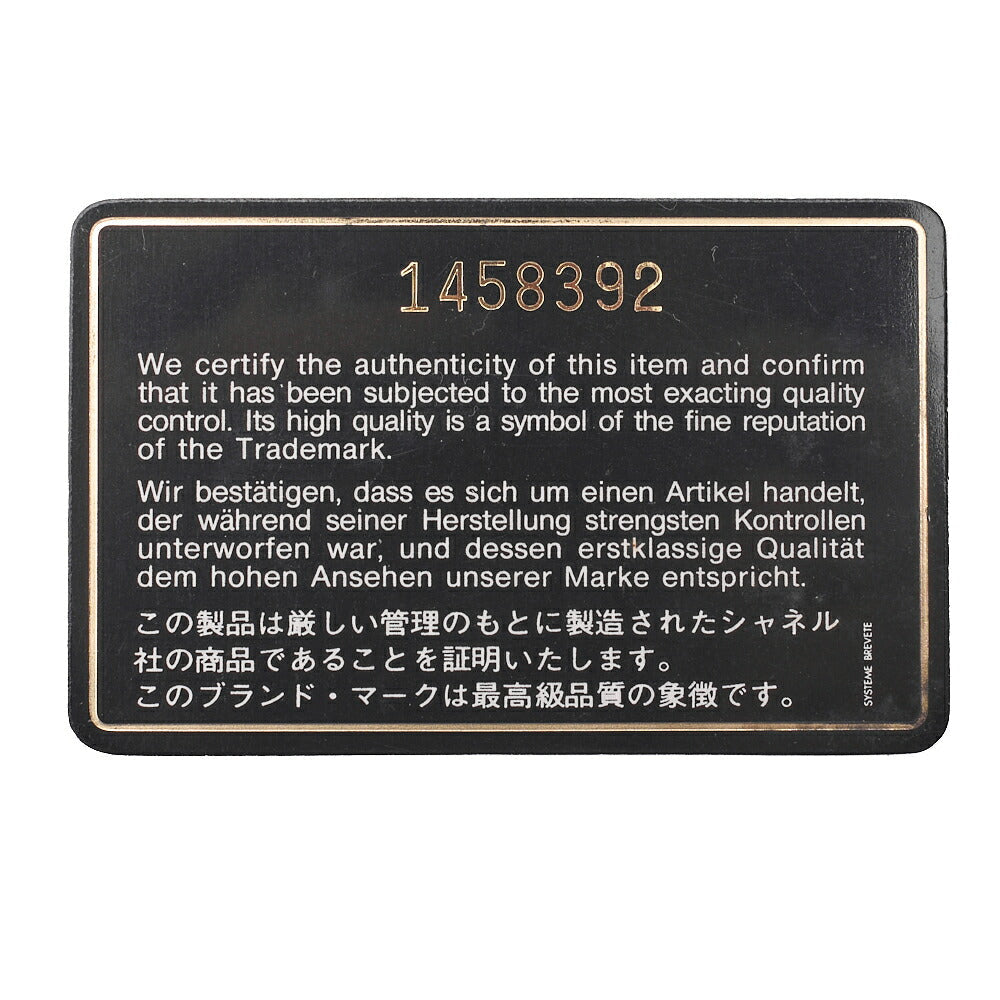 1458392
We certify the authenticity of this item and confirm
that it has been subjected to the most exacting quality
control. Its high quality is a symbol of the fine reputation
of the Trademark.
Wir bestätigen, dass es sich um einen Artikel handelt,
der während seiner Herstellung strengsten Kontrollen
unterworfen war, und dessen erstklassige Qualität
dem hohen Ansehen unserer Marke entspricht.
この製品は厳しい管理のもとに製造されたシャネル
社の商品であることを証明いたします。
このブランド・マークは最高級品質の象徴です。
SYSTEME BREVETE